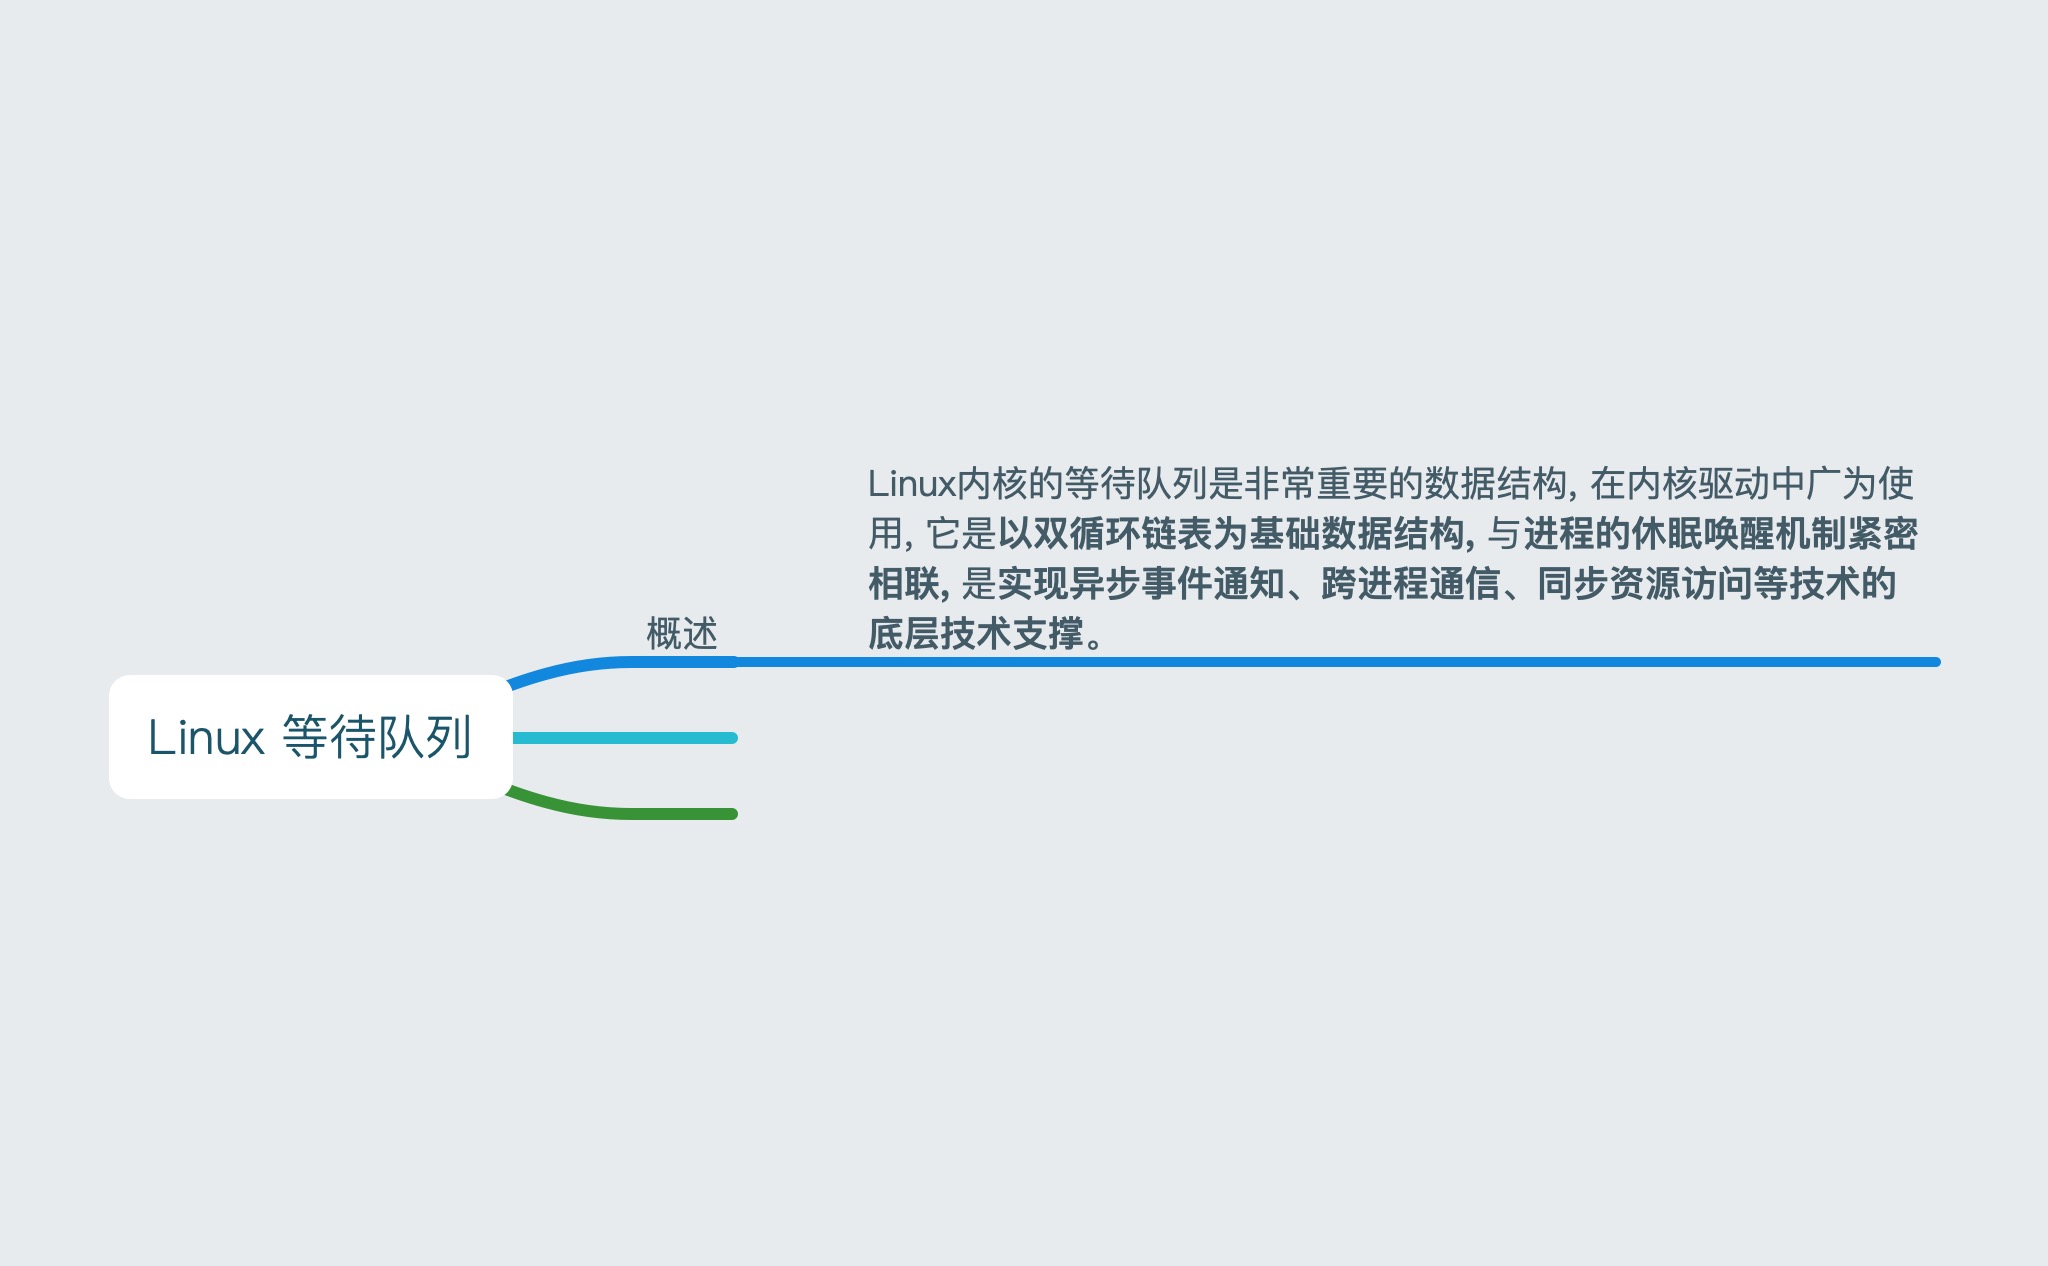 Linux内核的等待队列是非常重要的数据结构, 在内核驱动中广为使
用, 它是以双循环链表为基础数据结构, 与进程的休眠唤醒机制紧密
相联, 是实现异步事件通知、跨进程通信、同步资源访问等技术的
底层技术支撑。
概述
Linux 等待队列